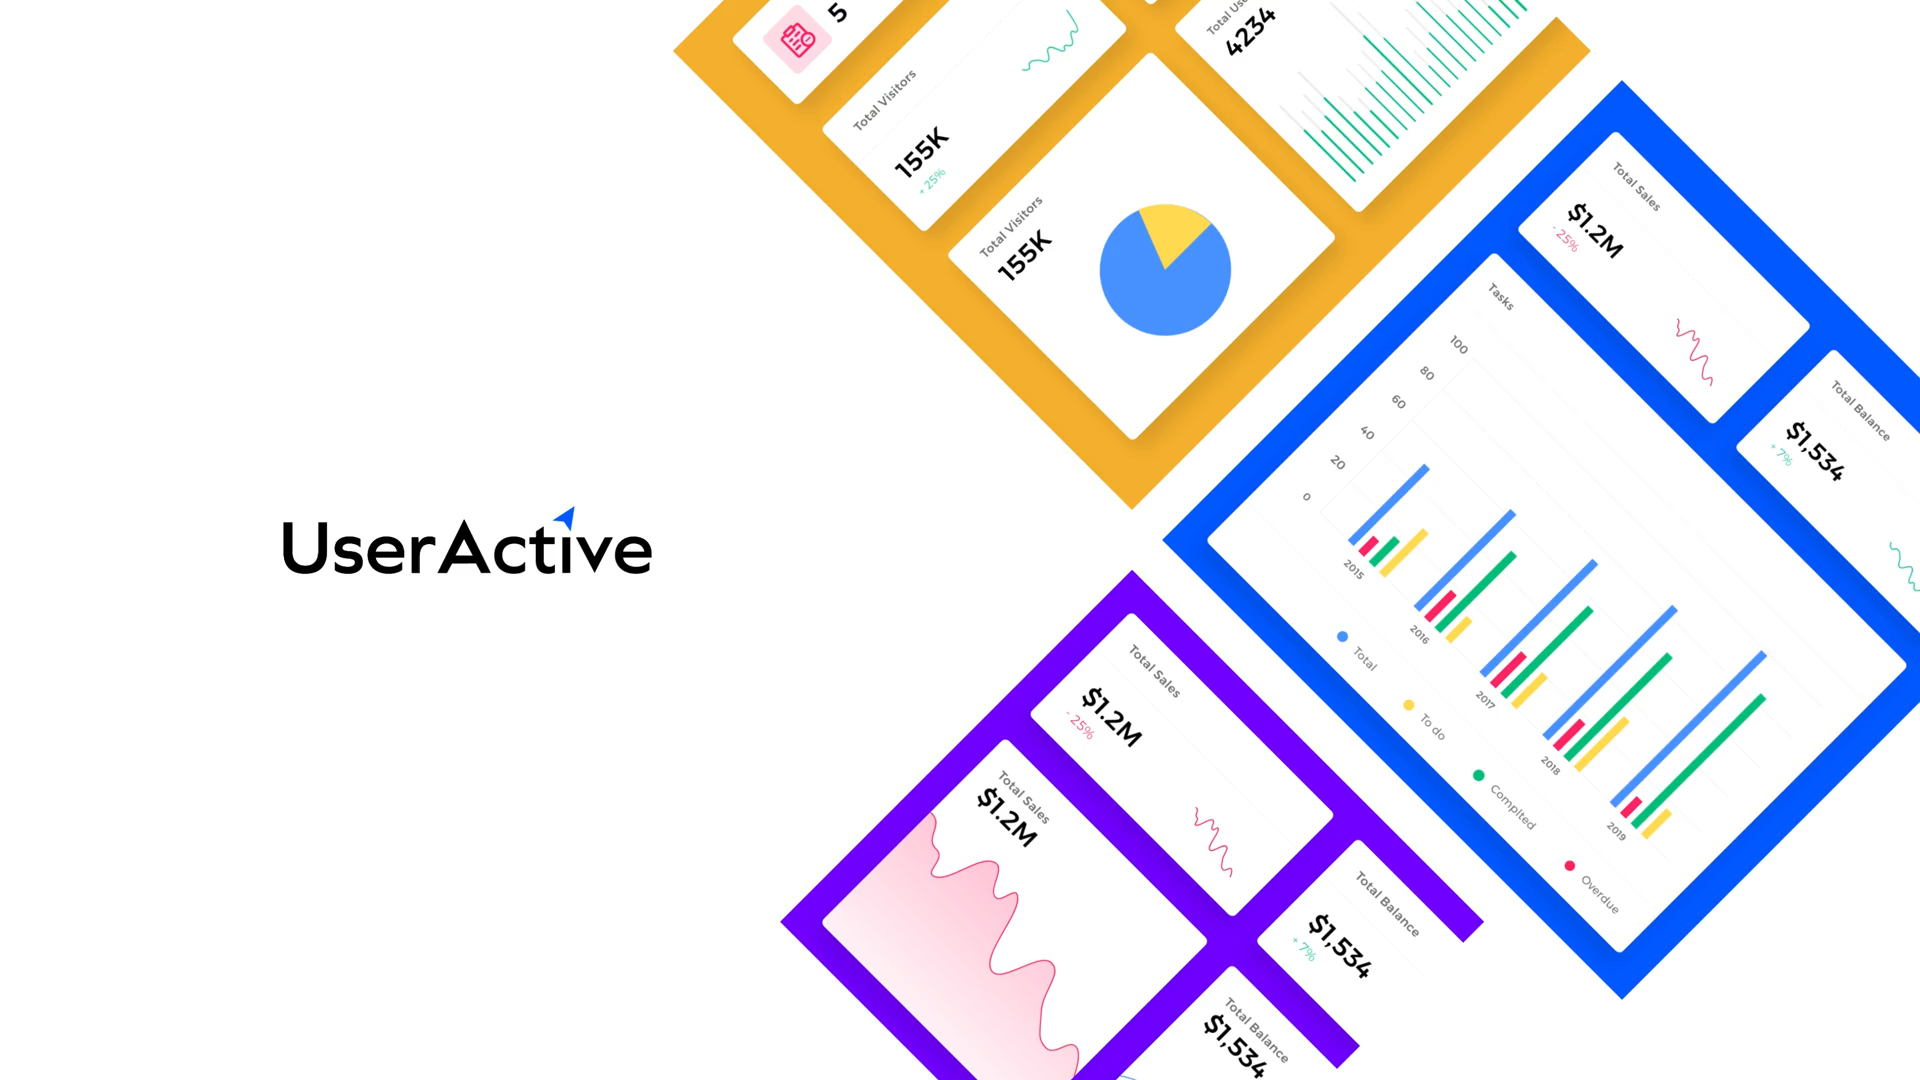 UserActive
5
Total Visitors
155K
+ 25%
Total Visitors
155K
4234
Total Sales
$1.2M
- 25%
Total Balance
$1,534
+ 7%
Tasks
100
80
60
40
20
0
2015
2016
2017
2018
2019
Total
To do
Complted
Overdue
Total Sales
$1.2M
- 25%
Total Sales
$1.2M
Total Balance
$1,534
+ 7%
Total Balance
$1,534